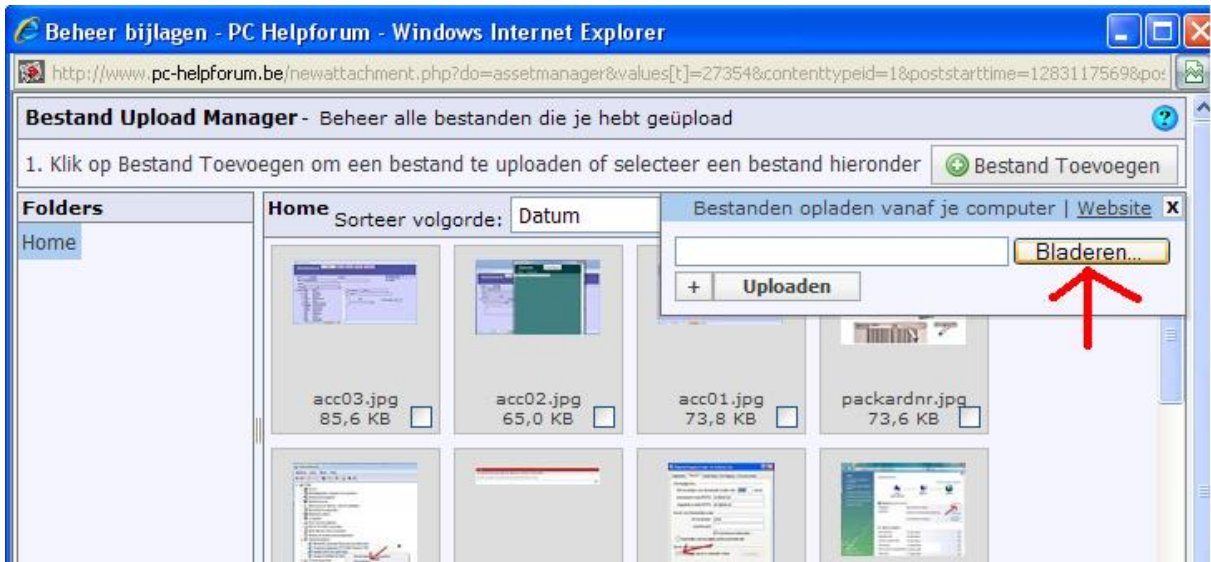 Beheer bijlagen - PC Helpforum - Windows Internet Explorer
http://www.pc-helpforum.be/newattachment.php?do=assetmanager&values[t]=27354&contenttypeid=1&poststarttime=1283117569&pos
Bestand Upload Manager - Beheer alle bestanden die je hebt geüpload
1. Klik op Bestand Toevoegen om een bestand te uploaden of selecteer een bestand hieronder
Bestand Toevoegen
Folders
Home
Home
Sorteer volgorde: Datum
Bestanden opladen vanaf je computer | Website X
Bladeren...
+ Uploaden
acc03.jpg
85,6 KB
acc02.jpg
65,0 KB
acc01.jpg
73,8 KB
packardnr.jpg
73,6 KB